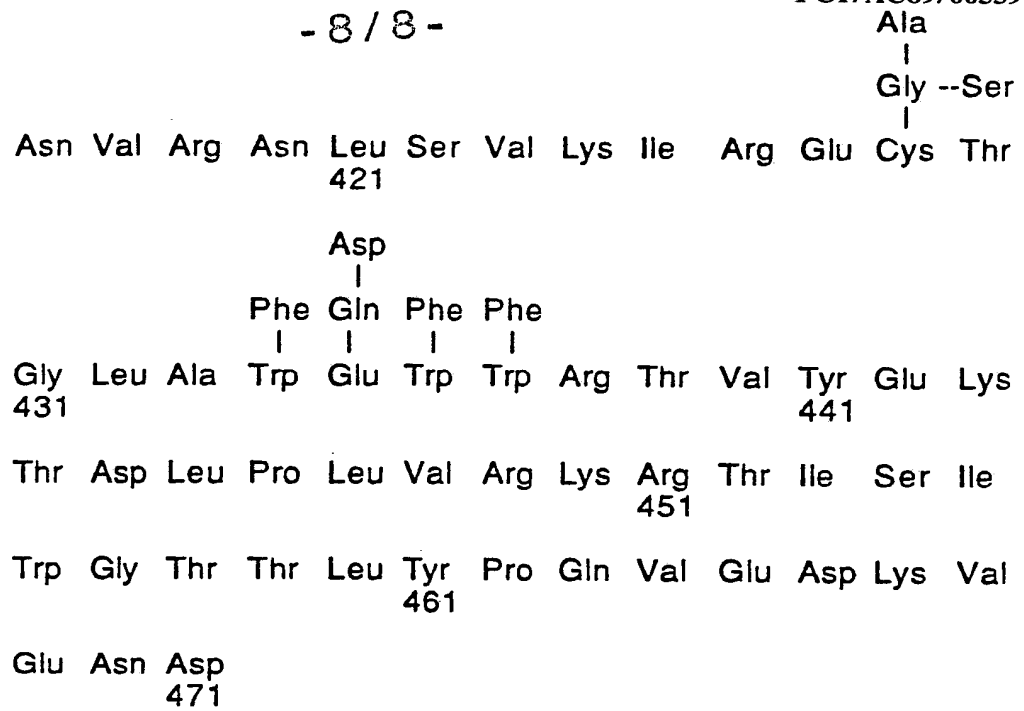 - 8 / 8 -
Ala
|
Gly --Ser
|
Asn Val Arg Asn Leu Ser Val Lys Ile Arg Glu Cys Thr
421
Asp
|
Phe Gln Phe Phe
| | | |
Gly Leu Ala Trp Glu Trp Trp Arg Thr Val Tyr Glu Lys
431 441
Thr Asp Leu Pro Leu Val Arg Lys Arg Thr Ile Ser Ile
451
Trp Gly Thr Thr Leu Tyr Pro Gln Val Glu Asp Lys Val
461
Glu Asn Asp
471